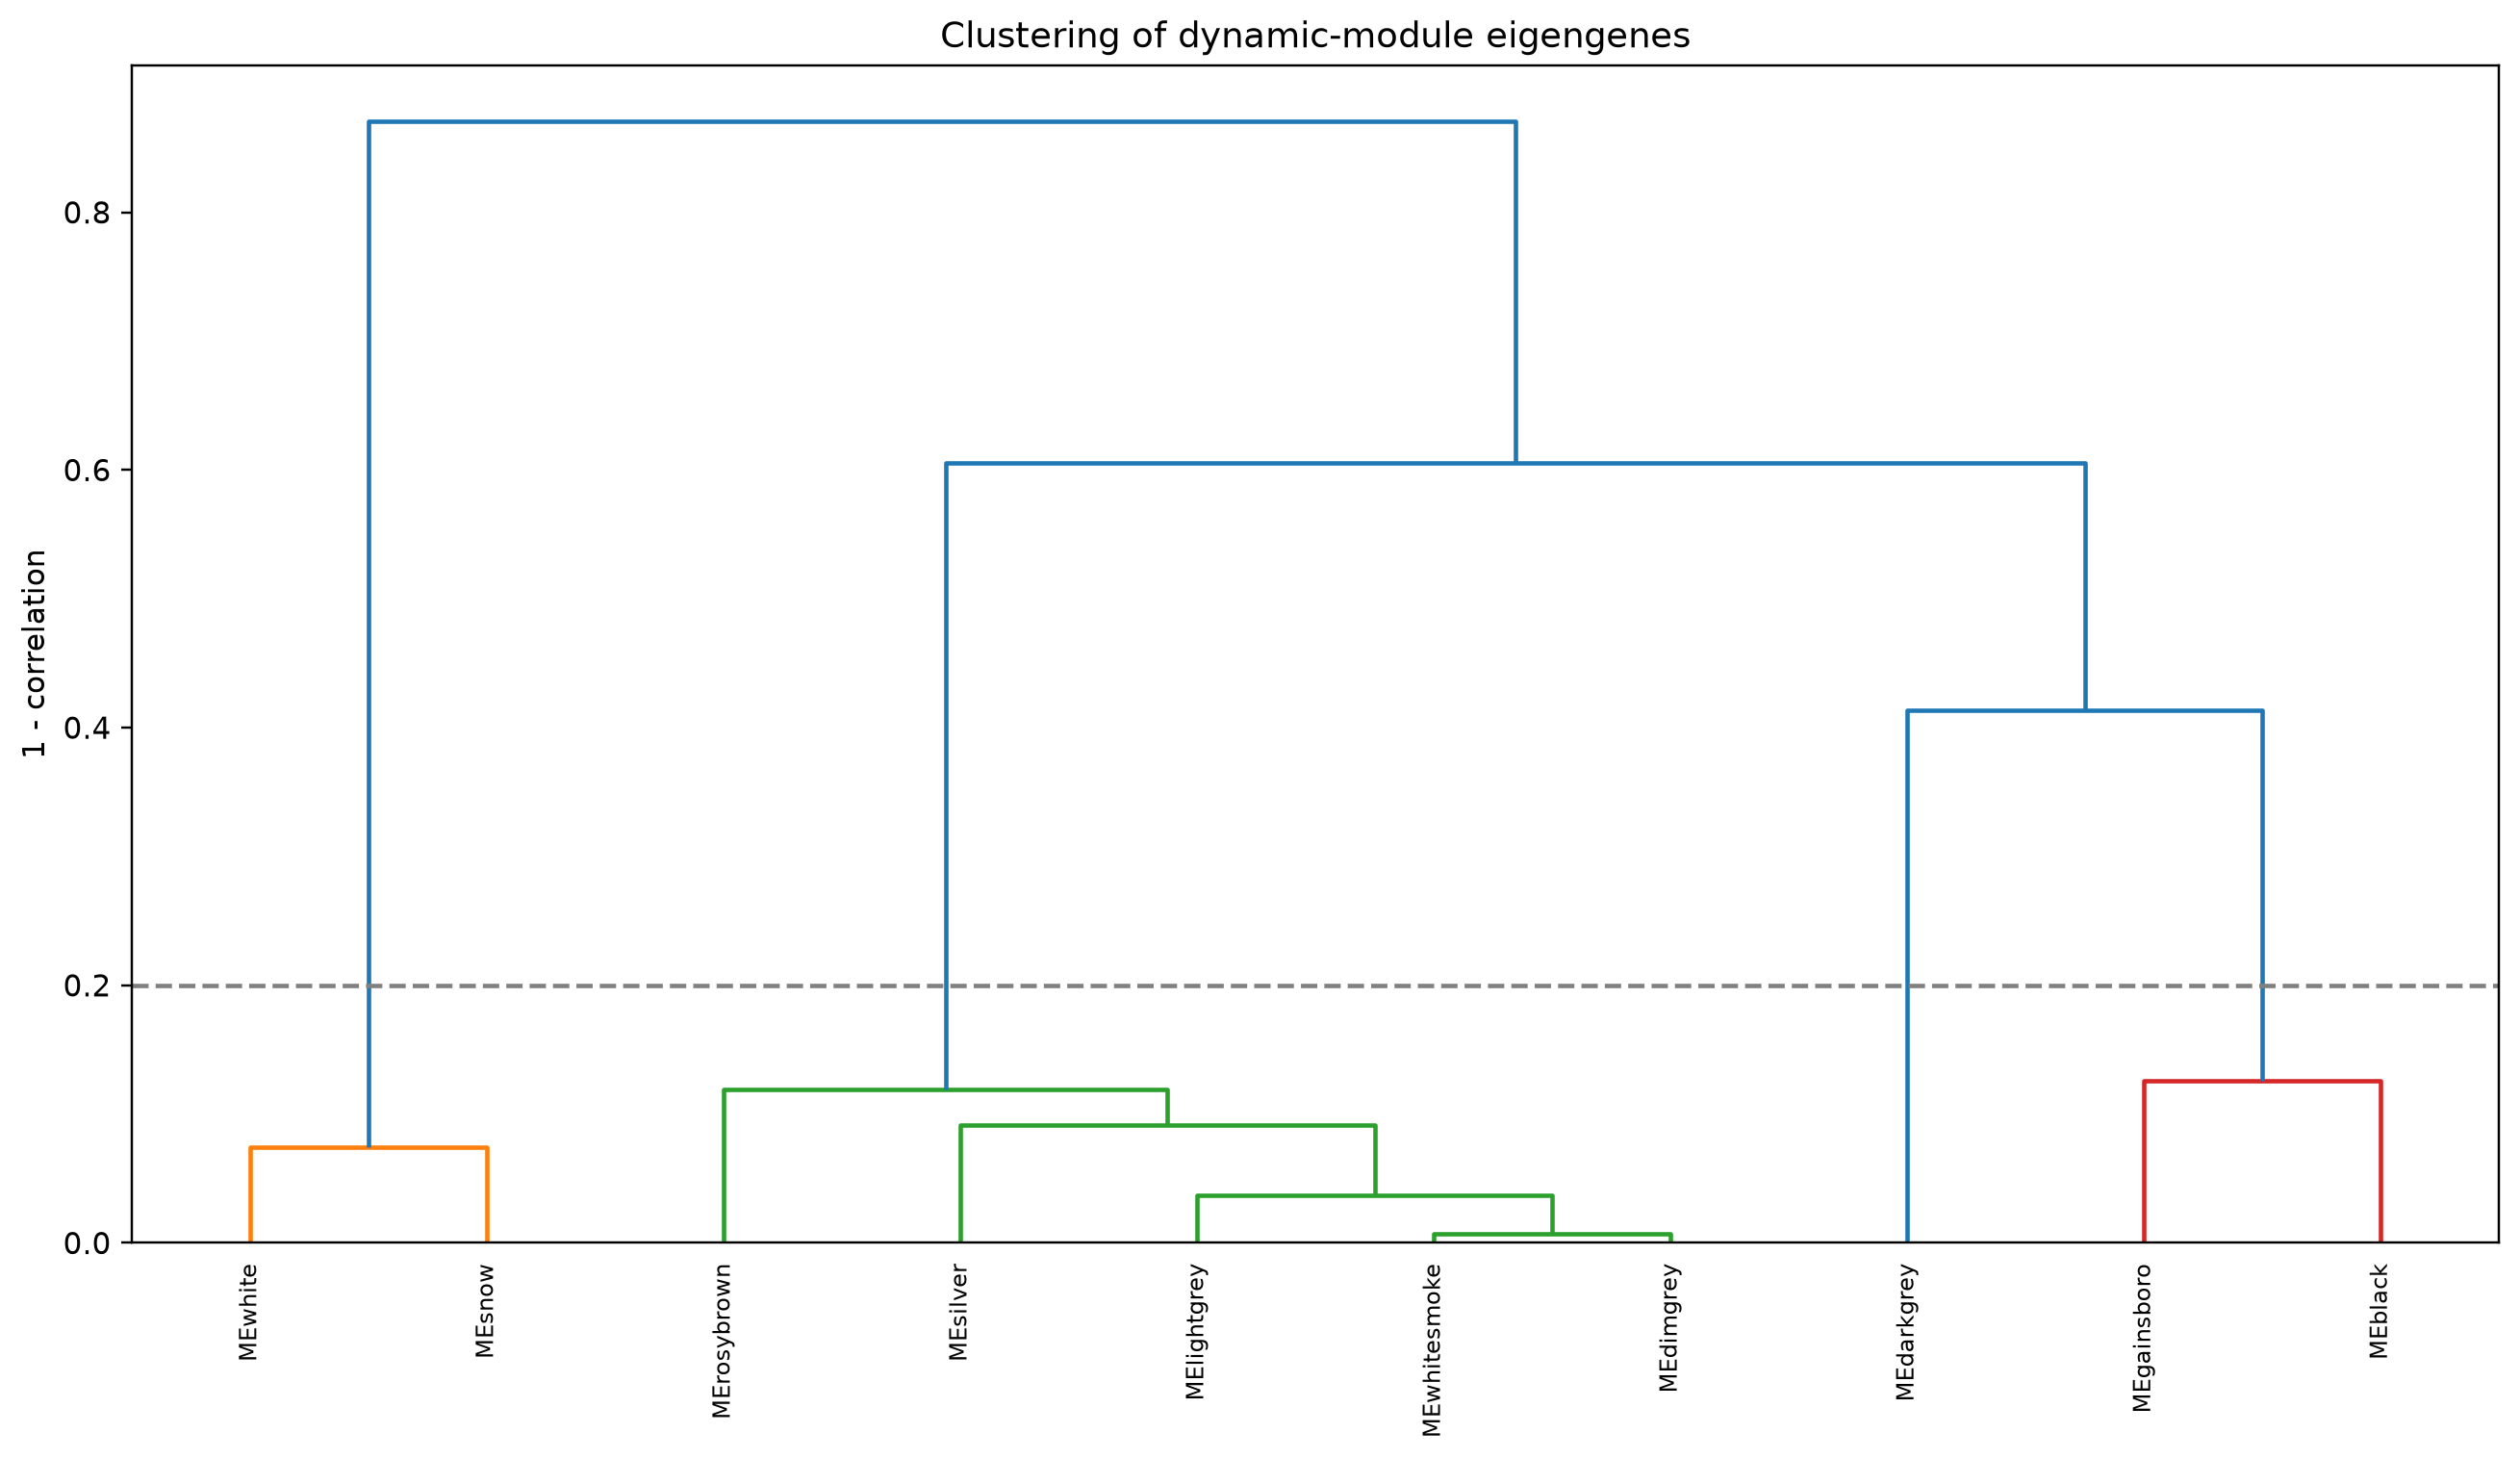 Clustering of dynamic-module eigengenes
1 - correlation
0.8
0.6
0.4
0.2
0.0
MEwhite
MEsnow
MErosybrown
MEsilver
MElightgrey
MEwhitesmoke
MEdimgrey
MEdarkgrey
MEgainsboro
MEblack